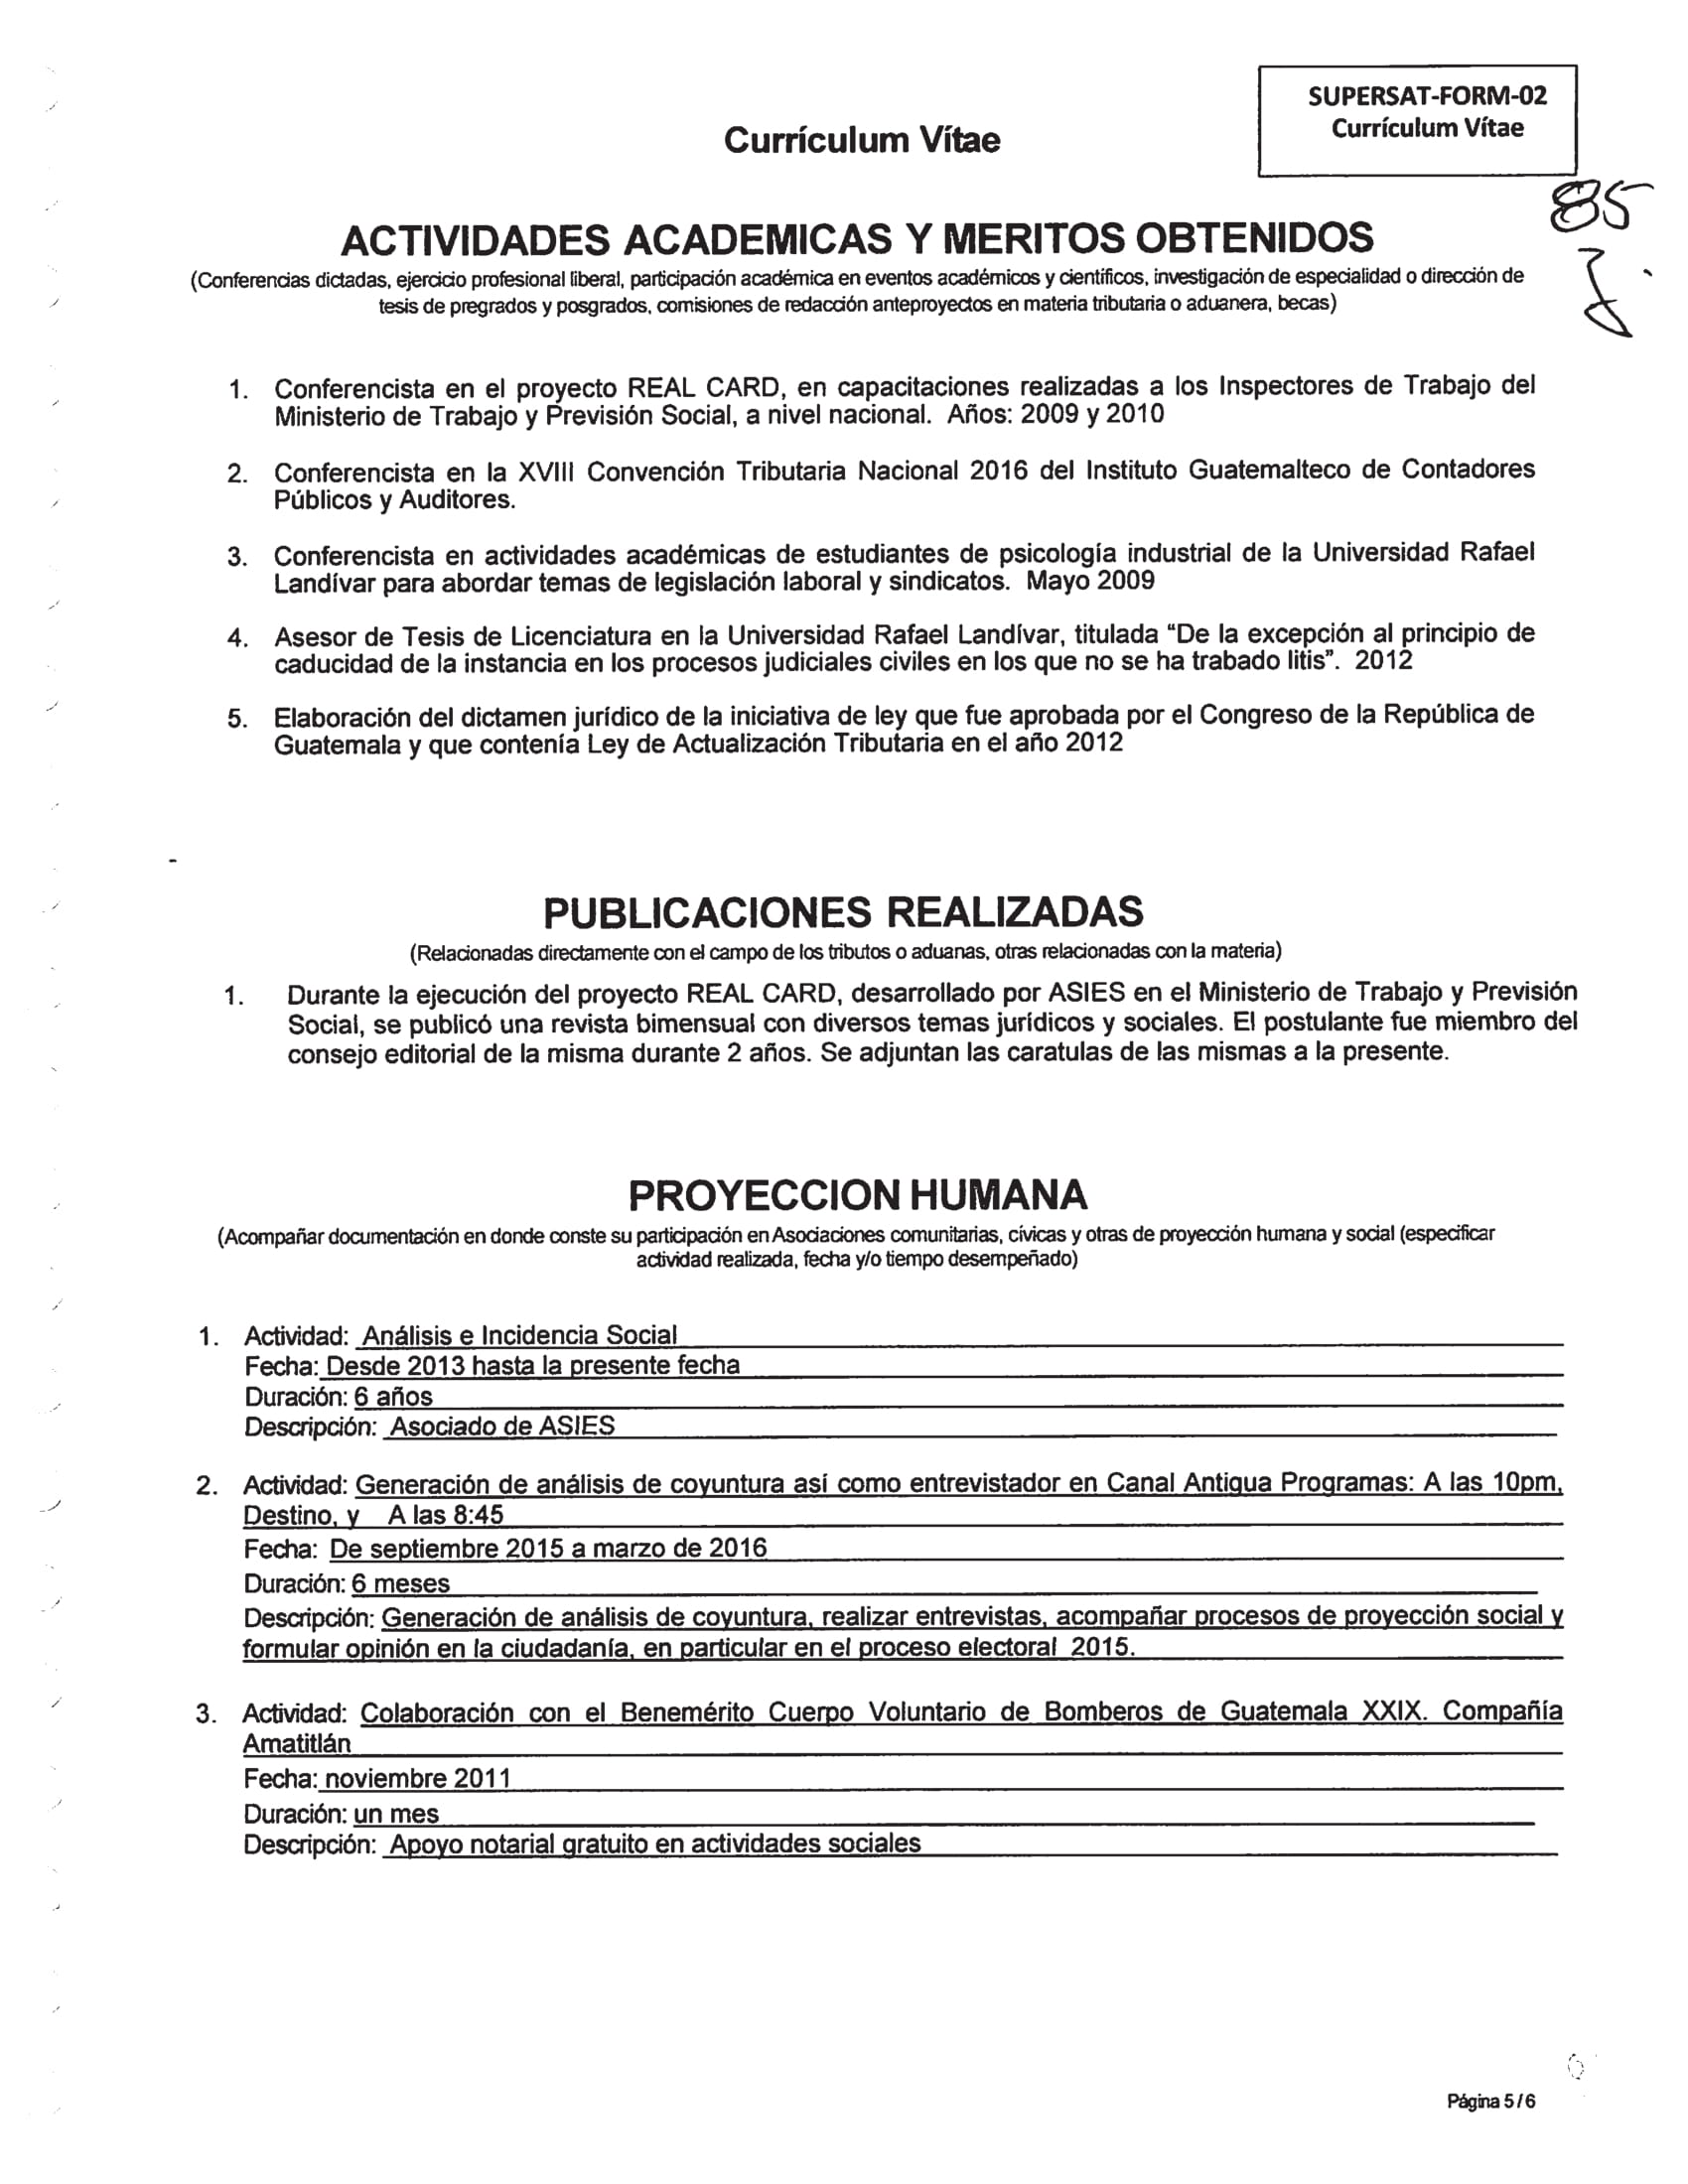 SUPERSAT-FORM-02
Currículum Vítae
Currículum Vítae
85
ACTIVIDADES ACADEMICAS Y MERITOS OBTENIDOS
(Conferencias dictadas, ejercicio profesional liberal, participación académica en eventos académicos y científicos, investigación de especialidad o dirección de
tesis de pregrados y posgrados, comisiones de redacción anteproyectos en materia tributaria o aduanera, becas)
1. Conferencista en el proyecto REAL CARD, en capacitaciones realizadas a los Inspectores de Trabajo del
Ministerio de Trabajo y Previsión Social, a nivel nacional. Años: 2009 y 2010
2. Conferencista en la XVIII Convención Tributaria Nacional 2016 del Instituto Guatemalteco de Contadores
Públicos y Auditores.
3. Conferencista en actividades académicas de estudiantes de psicología industrial de la Universidad Rafael
Landívar para abordar temas de legislación laboral y sindicatos. Mayo 2009
4. Asesor de Tesis de Licenciatura en la Universidad Rafael Landívar, titulada “De la excepción al principio de
caducidad de la instancia en los procesos judiciales civiles en los que no se ha trabado litis”. 2012
5. Elaboración del dictamen jurídico de la iniciativa de ley que fue aprobada por el Congreso de la República de
Guatemala y que contenía Ley de Actualización Tributaria en el año 2012
PUBLICACIONES REALIZADAS
(Relacionadas directamente con el campo de los tributos o aduanas, otras relacionadas con la materia)
1. Durante la ejecución del proyecto REAL CARD, desarrollado por ASIES en el Ministerio de Trabajo y Previsión
Social, se publicó una revista bimensual con diversos temas jurídicos y sociales. El postulante fue miembro del
consejo editorial de la misma durante 2 años. Se adjuntan las caratulas de las mismas a la presente.
PROYECCION HUMANA
(Acompañar documentación en donde conste su participación en Asociaciones comunitarias, cívicas y otras de proyección humana y social (especificar
actividad realizada, fecha y/o tiempo desempeñado)
1. Actividad: Análisis e Incidencia Social
Fecha: Desde 2013 hasta la presente fecha
Duración: 6 años
Descripción: Asociado de ASIES
2. Actividad: Generación de análisis de coyuntura así como entrevistador en Canal Antigua Programas: A las 10pm,
Destino, y A las 8:45
Fecha: De septiembre 2015 a marzo de 2016
Duración: 6 meses
Descripción: Generación de análisis de coyuntura, realizar entrevistas, acompañar procesos de proyección social y
formular opinión en la ciudadanía, en particular en el proceso electoral 2015.
3. Actividad: Colaboración con el Benemérito Cuerpo Voluntario de Bomberos de Guatemala XXIX. Compañía
Amatitlán
Fecha: noviembre 2011
Duración: un mes
Descripción: Apoyo notarial gratuito en actividades sociales
Página 5 / 6